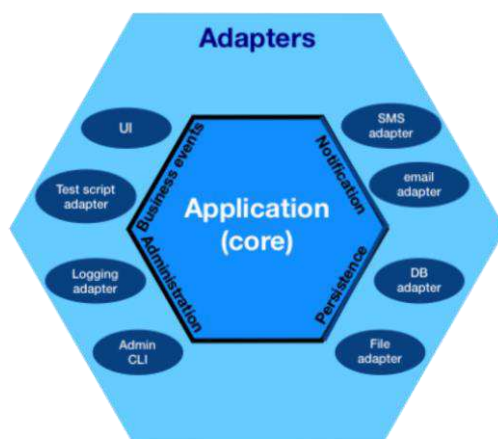 Adapters
UI
Test script
adapter
Logging
adapter
Admin
CLI
Business events
Administration
Application
(core)
Notification
Persistence
SMS
adapter
email
adapter
DB
adapter
File
adapter